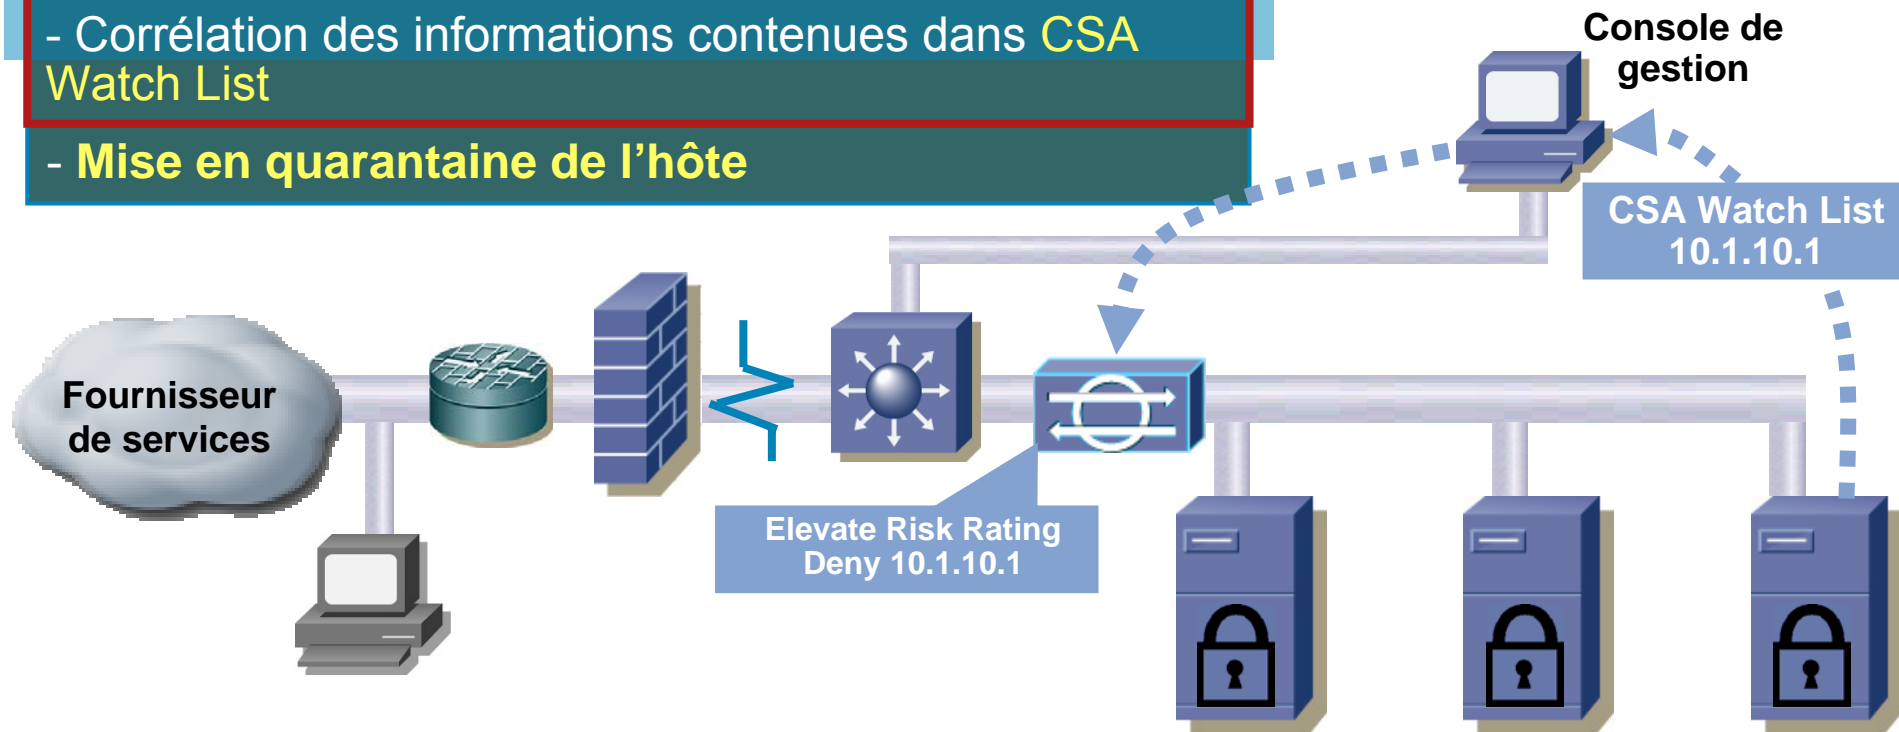 - Corrélation des informations contenues dans CSA
Watch List
- Mise en quarantaine de l’hôte
Console de
gestion
CSA Watch List
10.1.10.1
Fournisseur
de services
Elevate Risk Rating
Deny 10.1.10.1